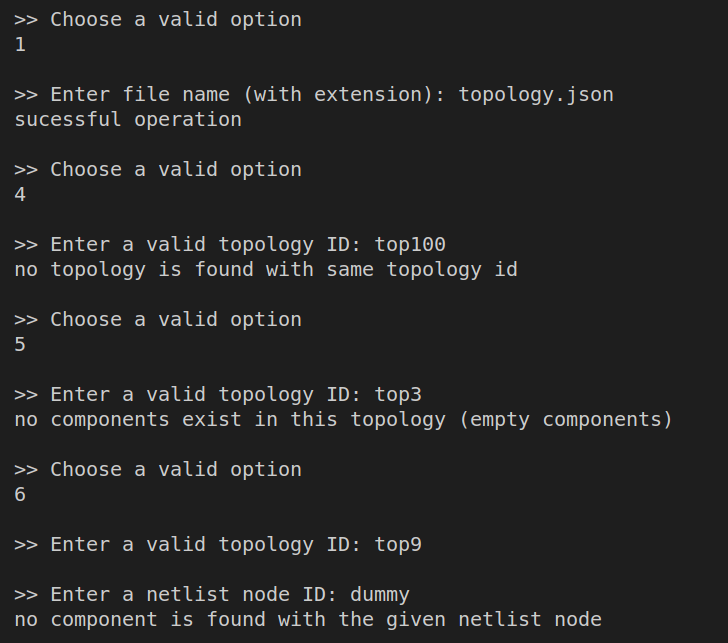 >> Choose a valid option
1
>> Enter file name (with extension): topology.json
sucessful operation
>> Choose a valid option
4
>> Enter a valid topology ID: top100
no topology is found with same topology id
>> Choose a valid option
5
>> Enter a valid topology ID: top3
no components exist in this topology (empty components)
>> Choose a valid option
6
>> Enter a valid topology ID: top9
>> Enter a netlist node ID: dummy
no component is found with the given netlist node